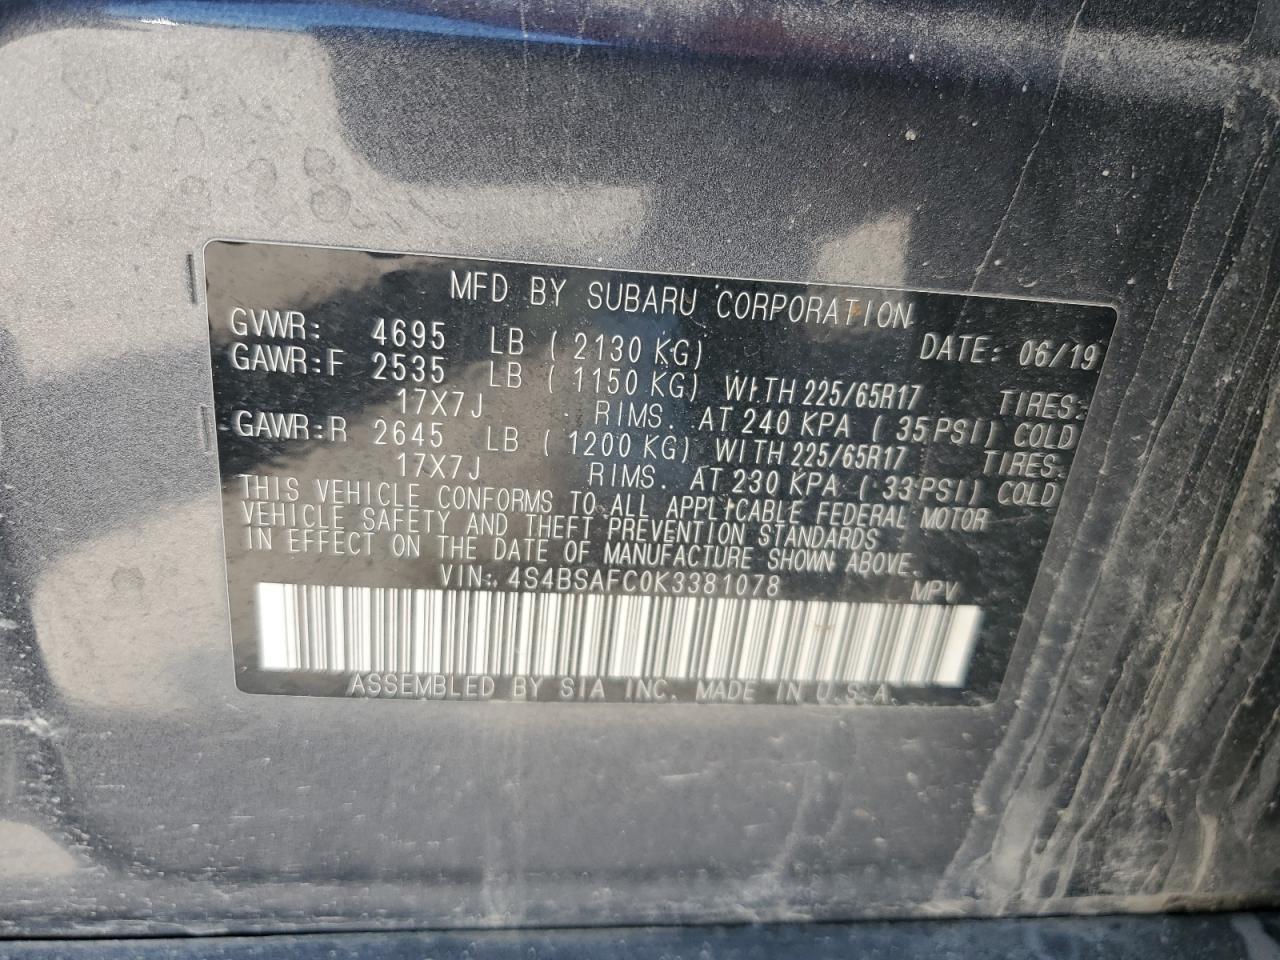 MFD BY SUBARU CORPORATION
GVWR: 4695 LB ( 2130 KG) DATE: 06/19
GAWR:F 2535 LB ( 1150 KG) WITH 225/65R17 TIRES:
17X7J RIMS. AT 240 KPA ( 35 PSI) COLD
GAWR:R 2645 LB ( 1200 KG) WITH 225/65R17 TIRES:
17X7J RIMS. AT 230 KPA ( 33 PSI) COLD
THIS VEHICLE CONFORMS TO ALL APPLICABLE FEDERAL MOTOR
VEHICLE SAFETY AND THEFT PREVENTION STANDARDS
IN EFFECT ON THE DATE OF MANUFACTURE SHOWN ABOVE.
VIN: 4S4BSAFC0K3381078 MPV
ASSEMBLED BY SIA INC. MADE IN U.S.A.